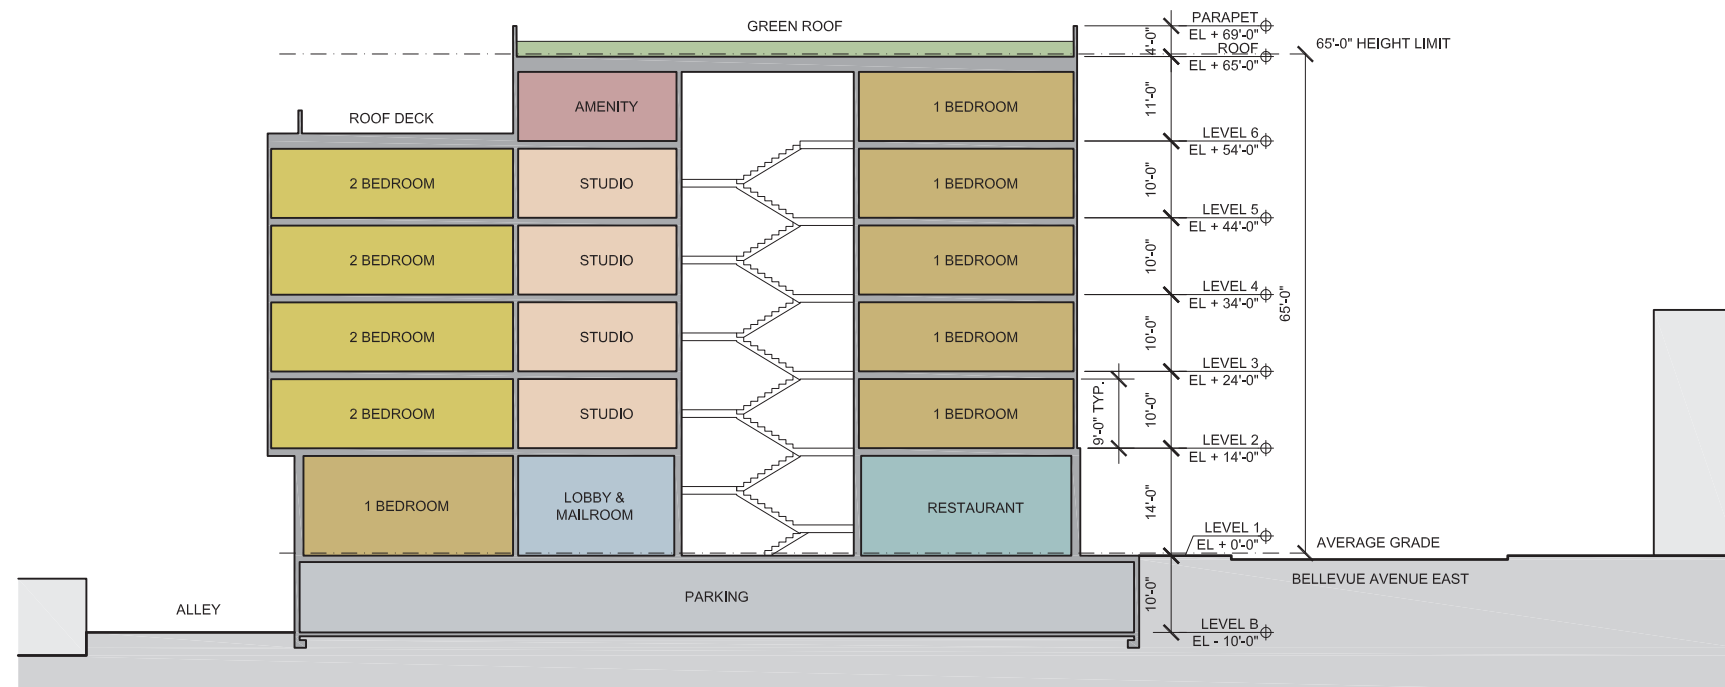 GREEN ROOF
PARAPET
EL + 69'-0"
4'-0"
ROOF
EL + 65'-0"
65'-0" HEIGHT LIMIT
AMENITY
1 BEDROOM
11'-0"
ROOF DECK
LEVEL 6
EL + 54'-0"
2 BEDROOM
STUDIO
1 BEDROOM
10'-0"
LEVEL 5
EL + 44'-0"
2 BEDROOM
STUDIO
1 BEDROOM
10'-0"
LEVEL 4
EL + 34'-0"
65'-0"
2 BEDROOM
STUDIO
1 BEDROOM
10'-0"
LEVEL 3
EL + 24'-0"
2 BEDROOM
STUDIO
1 BEDROOM
9'-0" TYP.
10'-0"
LEVEL 2
EL + 14'-0"
1 BEDROOM
LOBBY &
MAILROOM
RESTAURANT
14'-0"
LEVEL 1
EL + 0'-0"
AVERAGE GRADE
BELLEVUE AVENUE EAST
ALLEY
PARKING
10'-0"
LEVEL B
EL - 10'-0"